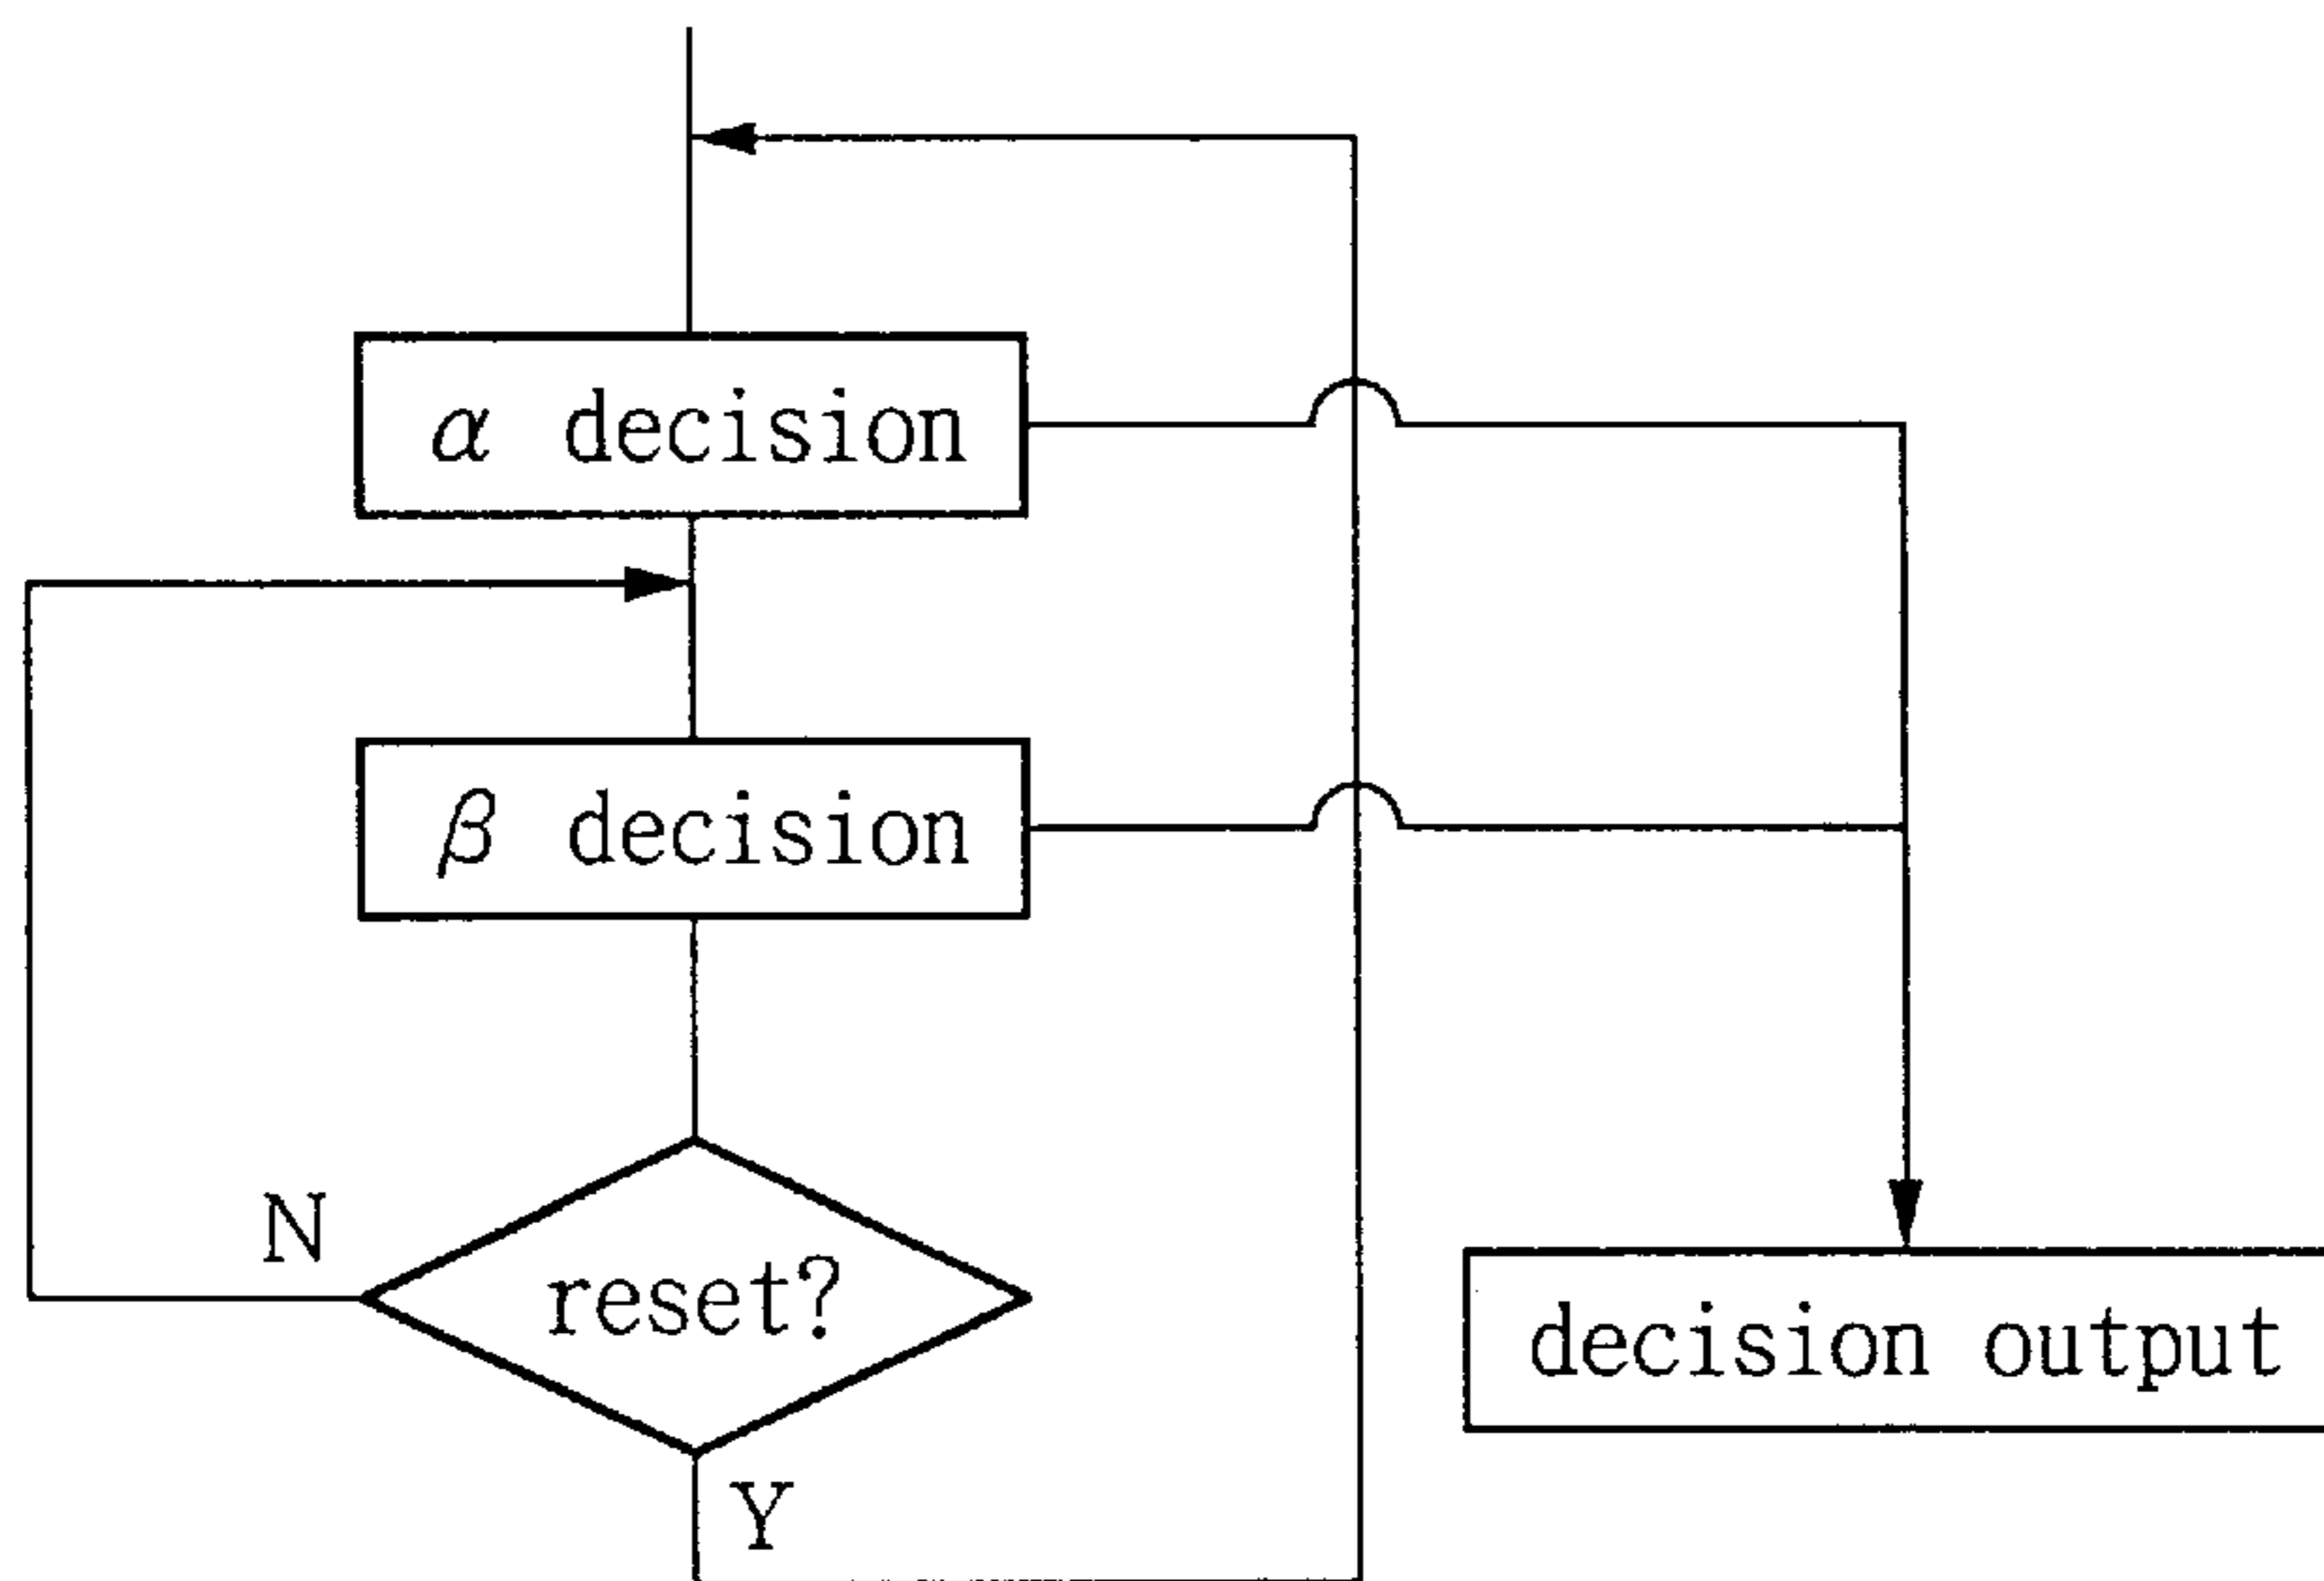 α decision
β decision
N
reset?
decision output
Y